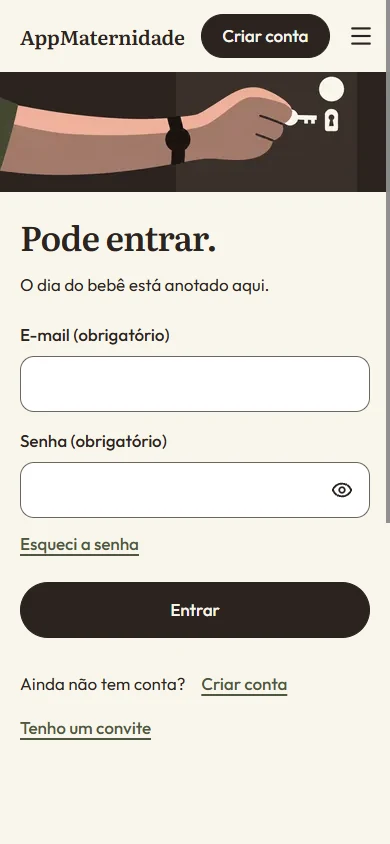 AppMaternidade
Criar conta
Pode entrar.
O dia do bebê está anotado aqui.
E-mail (obrigatório)
Senha (obrigatório)
Esqueci a senha
Entrar
Ainda não tem conta? Criar conta
Tenho um convite